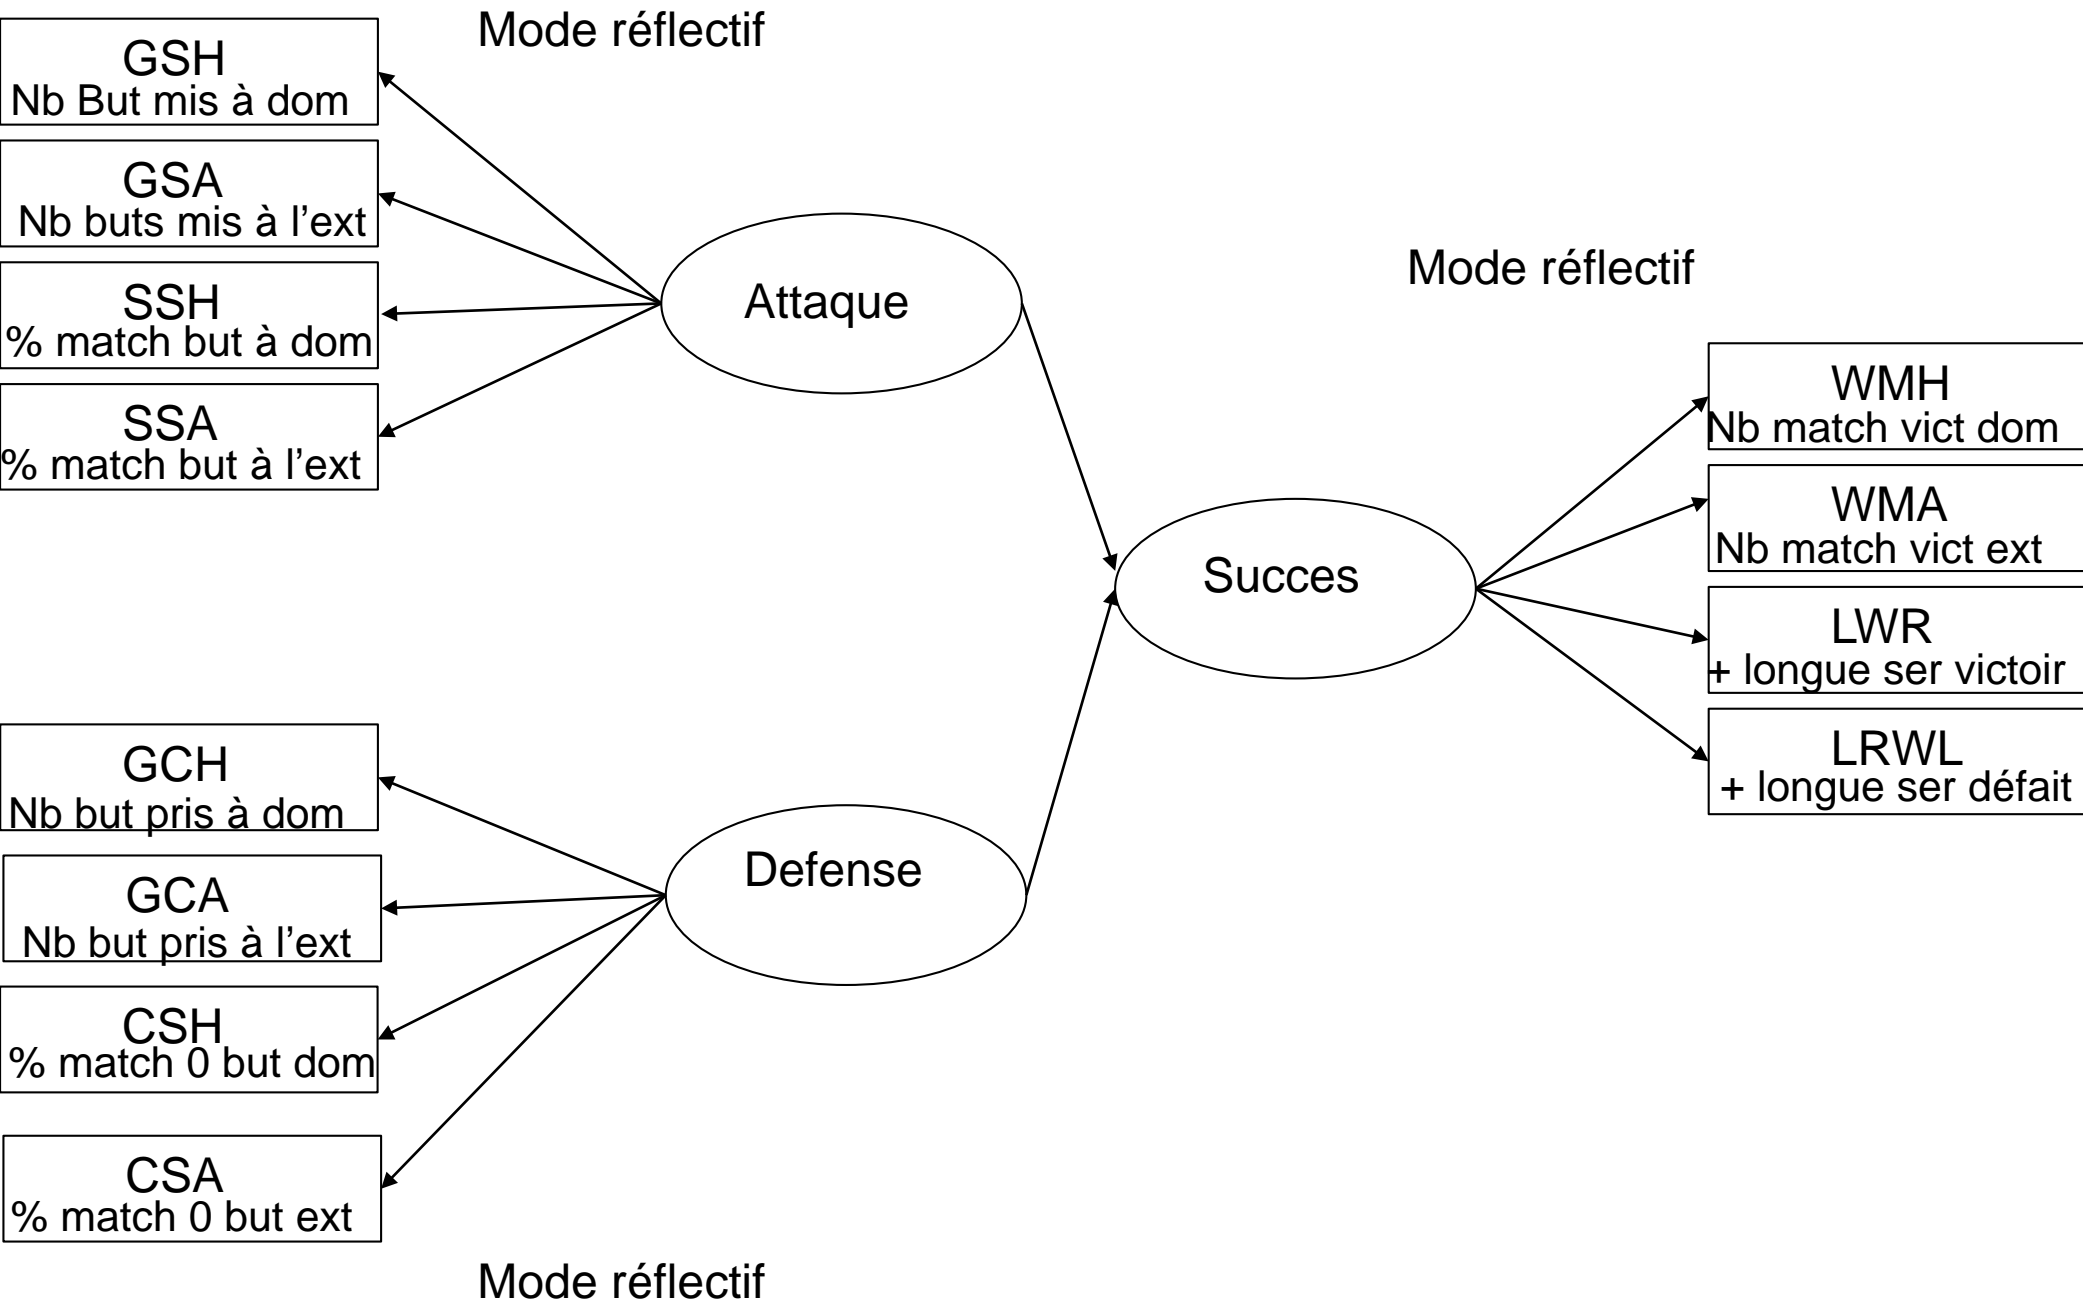 Mode réflectif
GSH
Nb But mis à dom
GSA
Nb buts mis à l’ext
SSH
% match but à dom
SSA
% match but à l’ext
Attaque
Mode réflectif
WMH
Nb match vict dom
WMA
Nb match vict ext
LWR
+ longue ser victoir
LRWL
+ longue ser défait
Succes
GCH
Nb but pris à dom
GCA
Nb but pris à l’ext
CSH
% match 0 but dom
CSA
% match 0 but ext
Defense
Mode réflectif